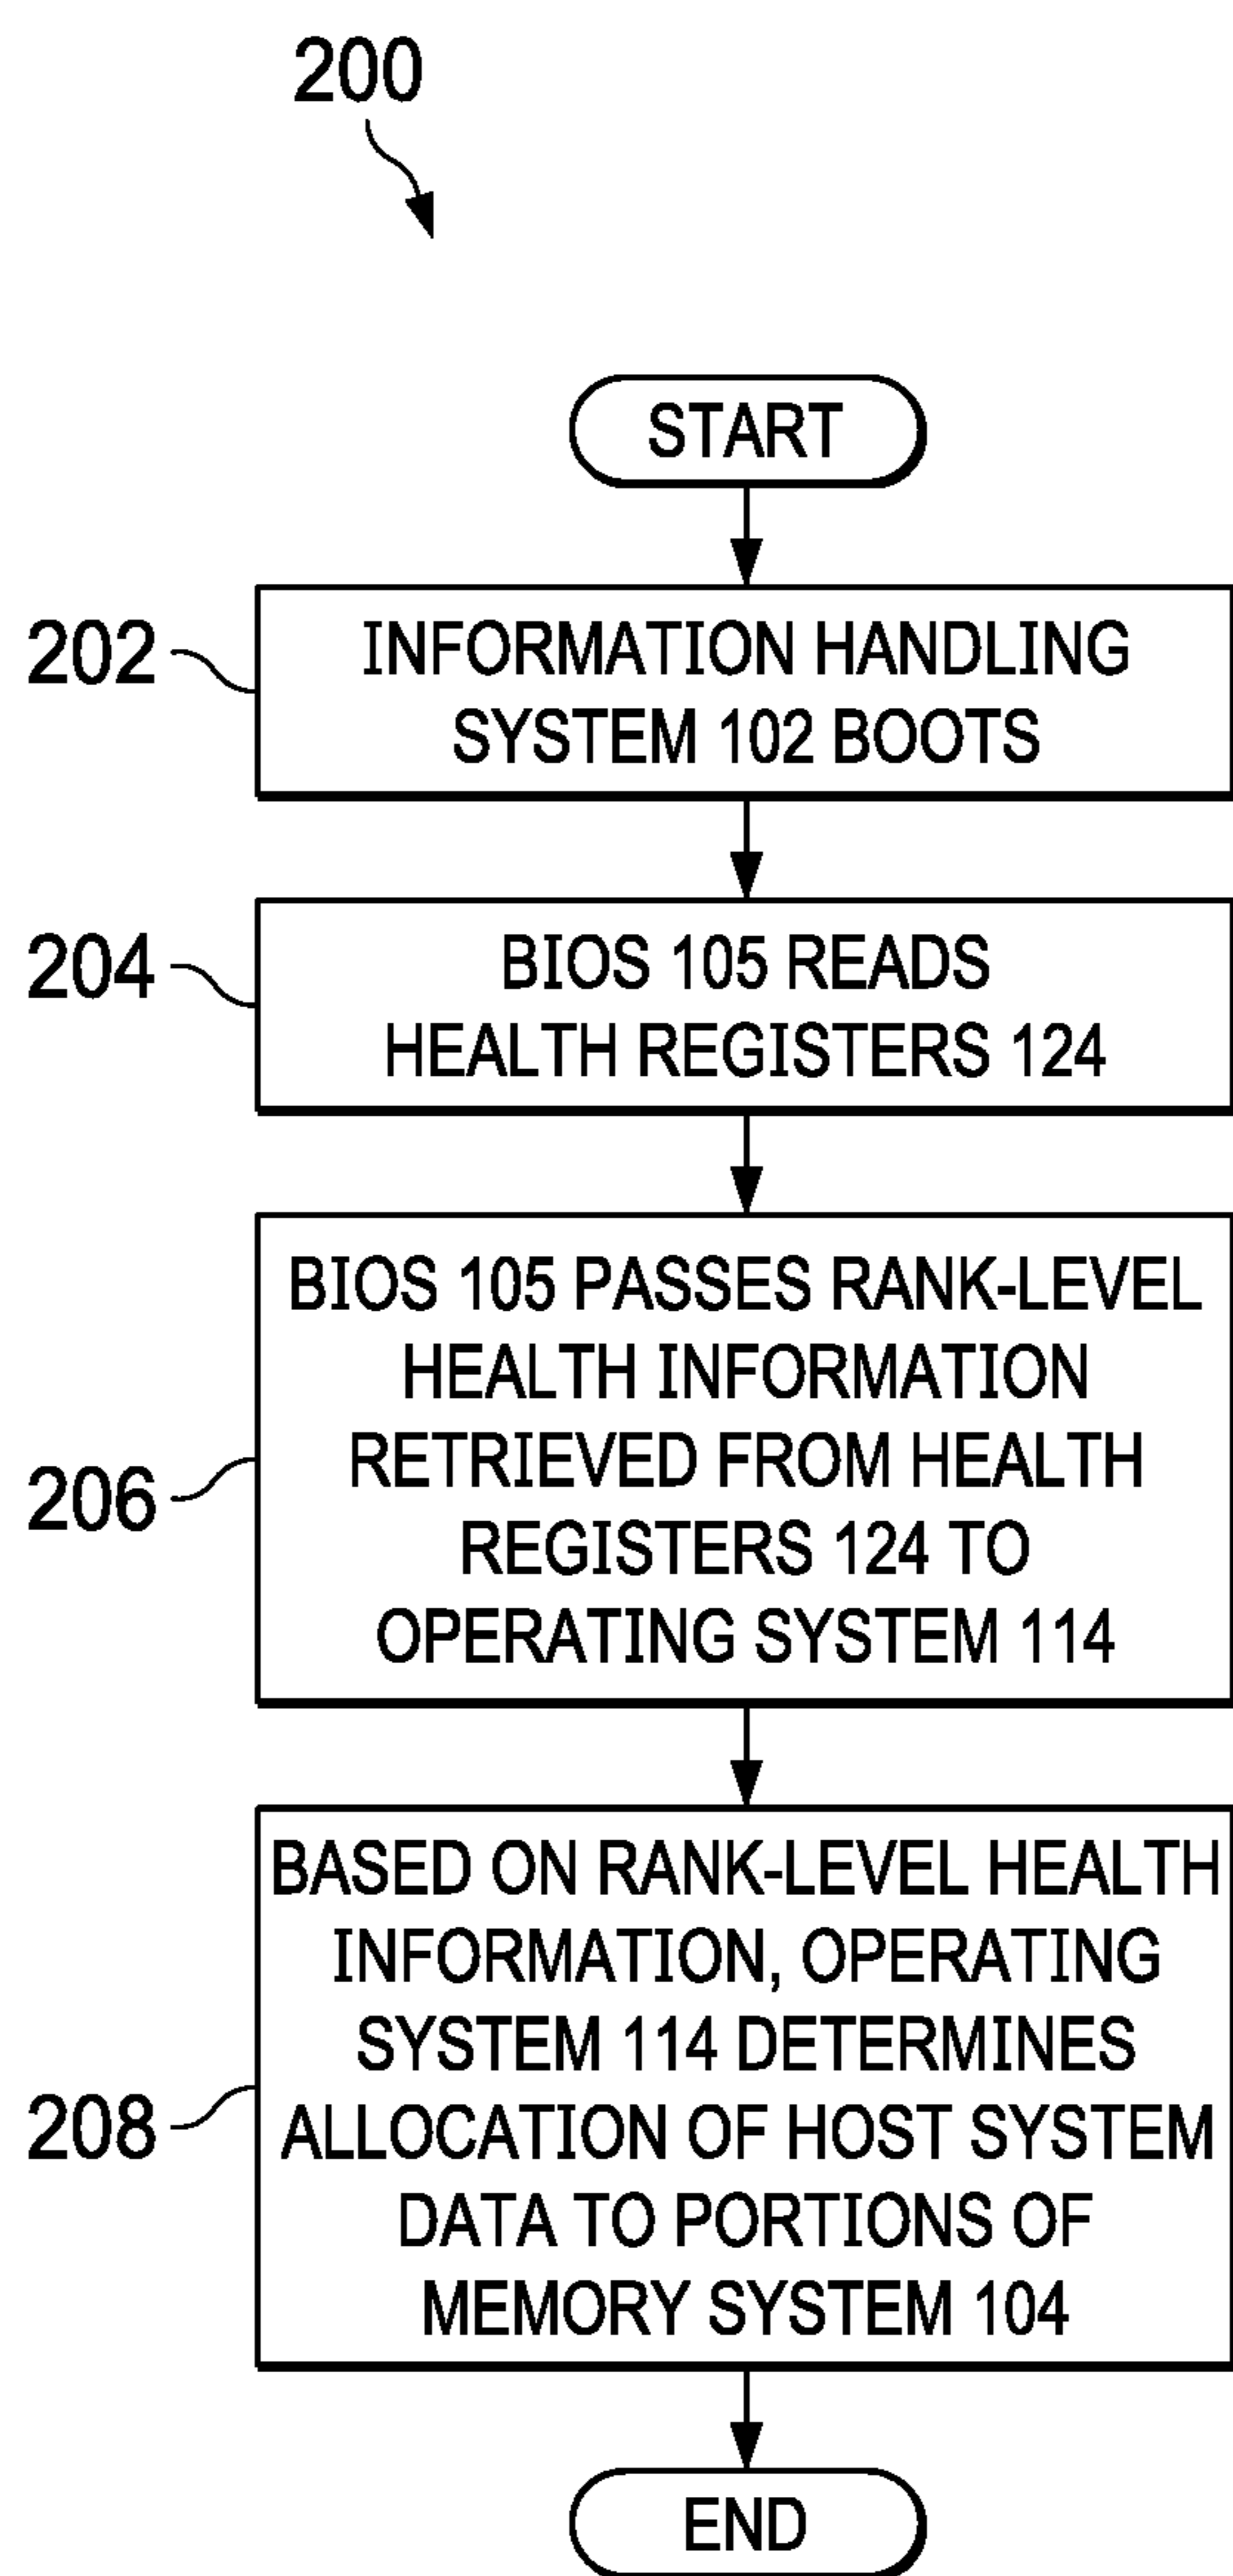 200
START
202
INFORMATION HANDLING
SYSTEM 102 BOOTS
204
BIOS 105 READS
HEALTH REGISTERS 124
206
BIOS 105 PASSES RANK-LEVEL
HEALTH INFORMATION
RETRIEVED FROM HEALTH
REGISTERS 124 TO
OPERATING SYSTEM 114
208
BASED ON RANK-LEVEL HEALTH
INFORMATION, OPERATING
SYSTEM 114 DETERMINES
ALLOCATION OF HOST SYSTEM
DATA TO PORTIONS OF
MEMORY SYSTEM 104
END